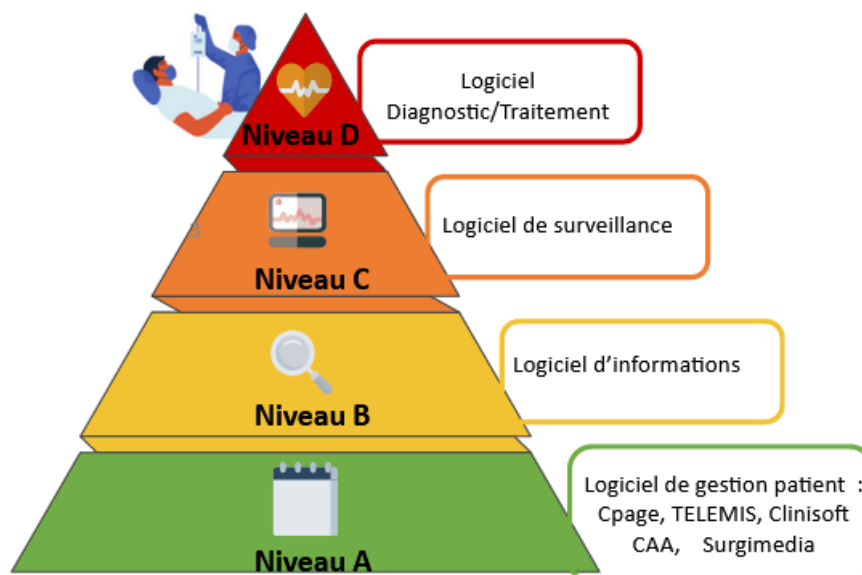 Logiciel
Diagnostic/Traitement
Niveau D
Logiciel de surveillance
Niveau C
Logiciel d’informations
Niveau B
Logiciel de gestion patient :
Cpage, TELEMIS, Clinisoft
CAA, Surgimedia
Niveau A